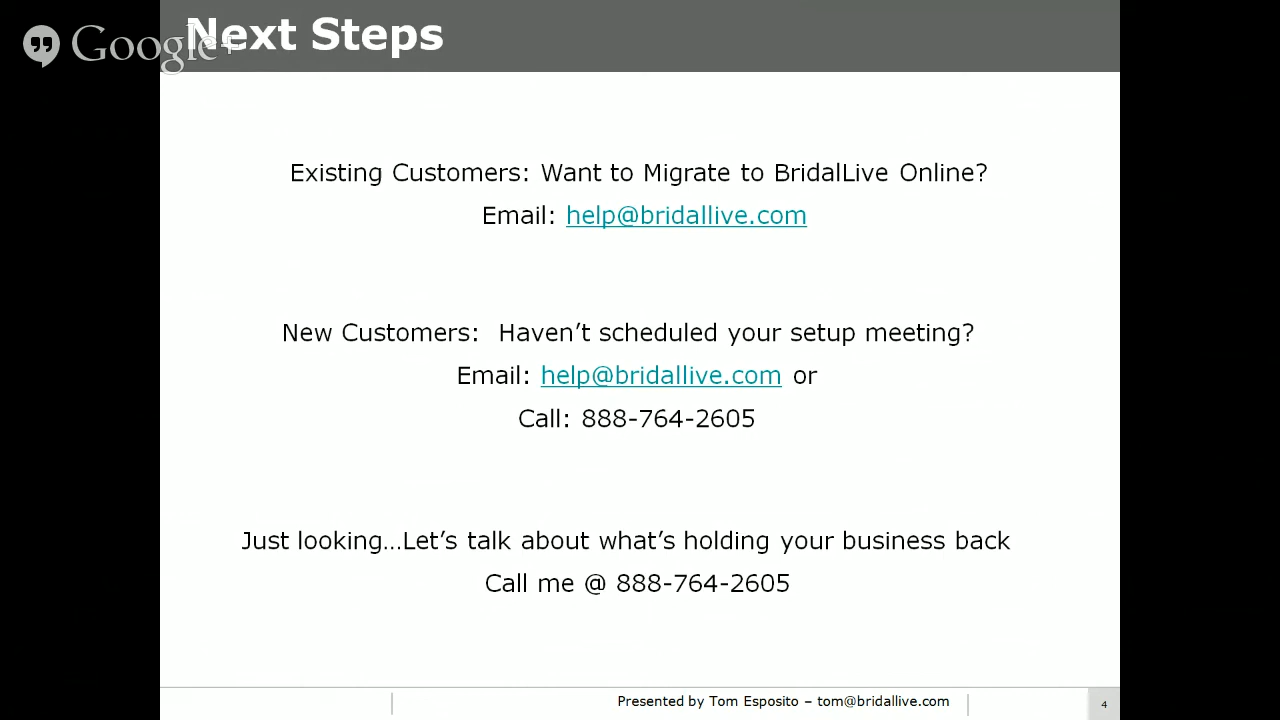 Google+
Next Steps
Existing Customers: Want to Migrate to BridalLive Online?
Email: help@bridallive.com
New Customers:  Haven’t scheduled your setup meeting?
Email: help@bridallive.com or
Call: 888-764-2605
Just looking…Let’s talk about what’s holding your business back
Call me @ 888-764-2605
Presented by Tom Esposito – tom@bridallive.com
4